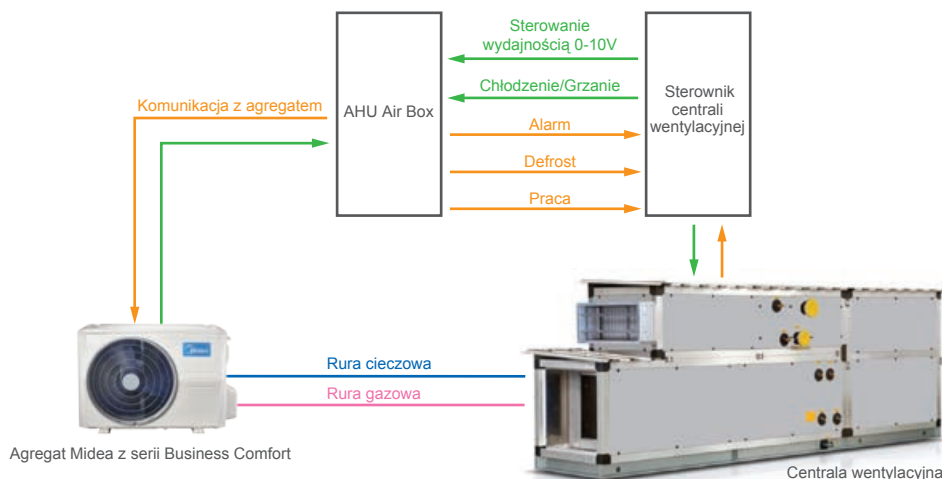 Sterowanie
wydajnością 0-10V
Chłodzenie/Grzanie
Sterownik
centrali
wentylacyjnej
Komunikacja z agregatem
AHU Air Box
Alarm
Defrost
Praca
Midea
Rura cieczowa
Rura gazowa
Agregat Midea z serii Business Comfort
Centrala wentylacyjna